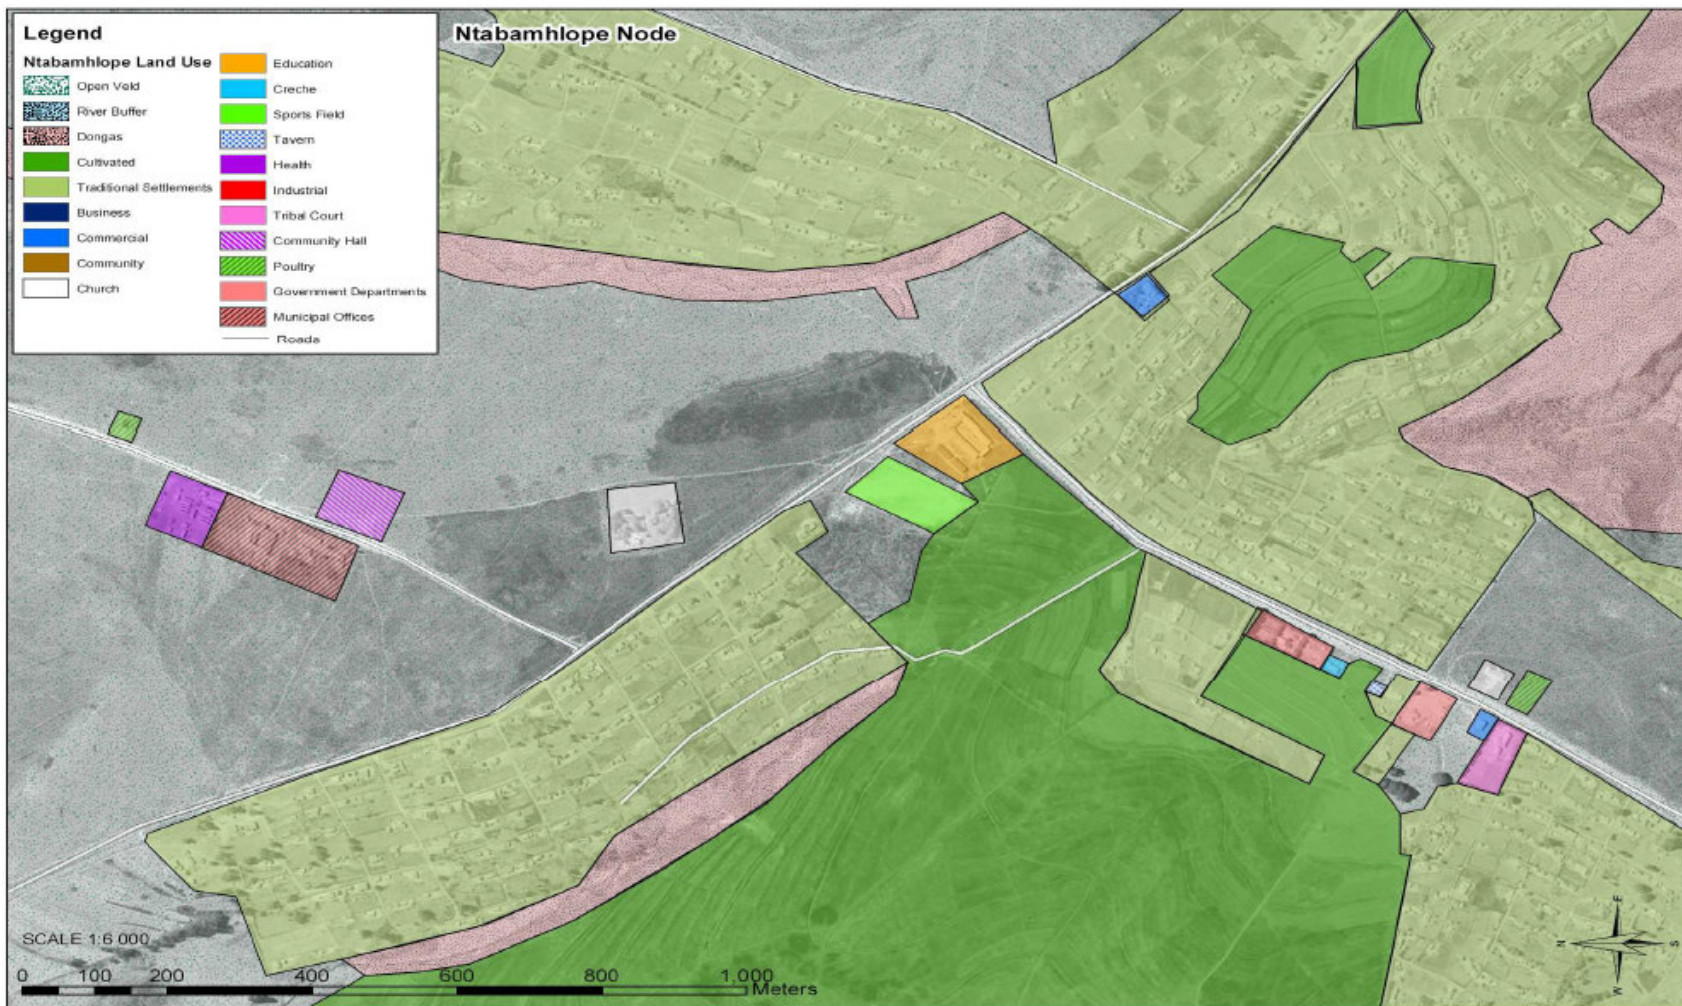 Ntabamhlope Node
Legend
Ntabamhlope Land Use
Open Veld
River Buffer
Dongas
Cultivated
Traditional Settlements
Business
Commercial
Community
Church
Education
Creche
Sports Field
Tavern
Health
Industrial
Tribal Court
Community Hall
Poultry
Government Departments
Municipal Offices
Roads
SCALE 1:6 000
0 100 200 400 600 800 1,000
Meters
E
N S
W